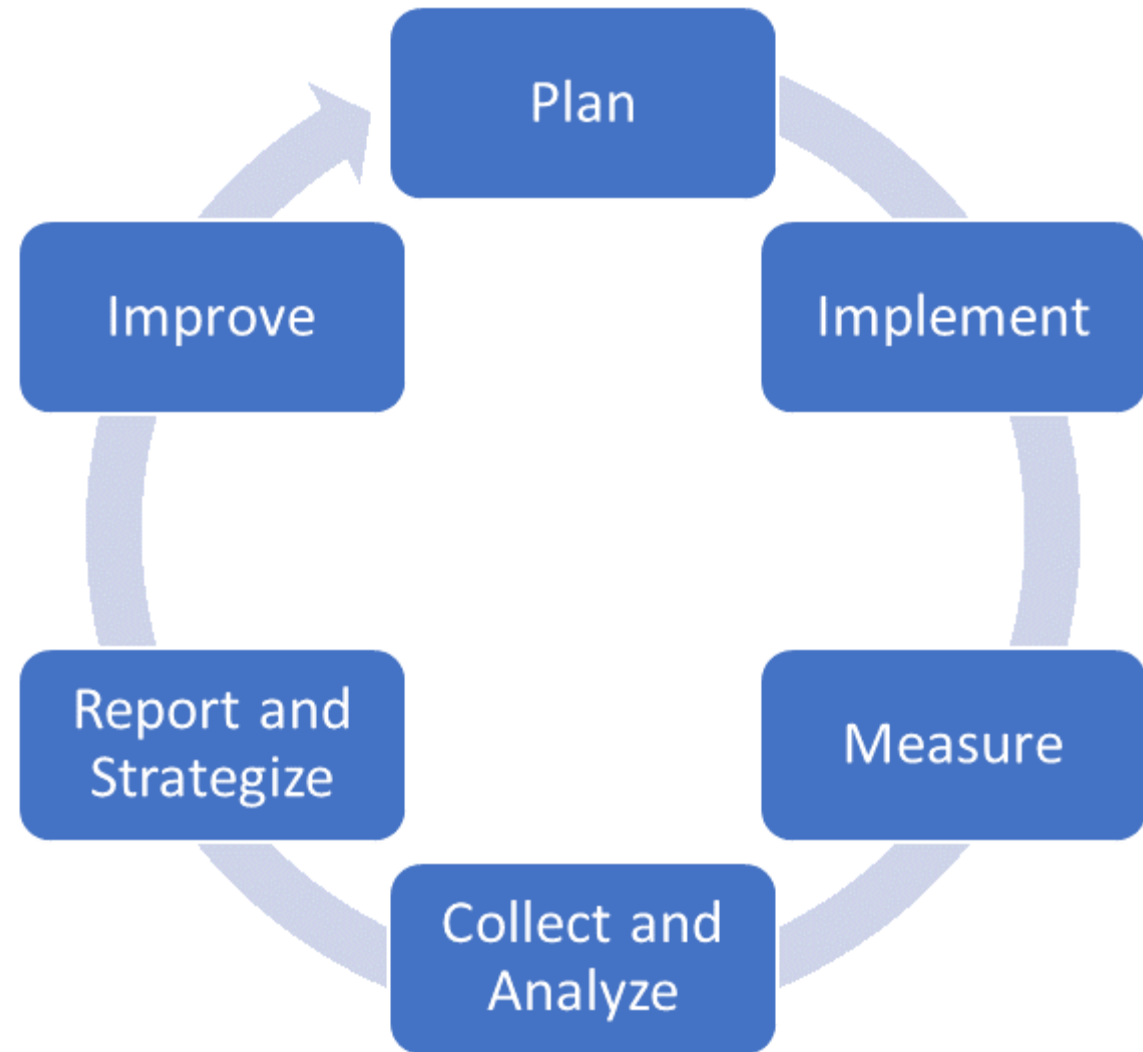 Plan
Implement
Measure
Collect and
Analyze
Report and
Strategize
Improve